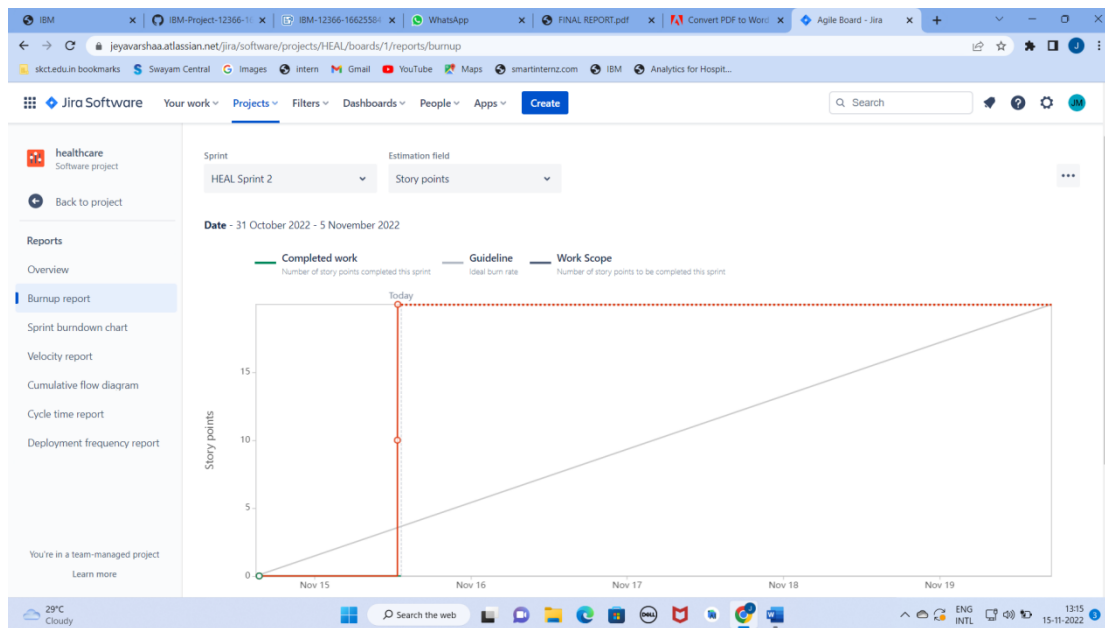 IBM
IBM-Project-12366-16
IBM-12366-16625584
WhatsApp
FINAL REPORT.pdf
Convert PDF to Word
Agile Board - Jira
jeyavarshaa.atlassian.net/jira/software/projects/HEAL/boards/1/reports/burnup
skct.edu.in bookmarks
Swayam Central
Images
intern
Gmail
YouTube
Maps
smartinternz.com
IBM
Analytics for Hospit...
J
Jira Software
Your work
Projects
Filters
Dashboards
People
Apps
Create
Search
JM
healthcare
Software project
Back to project
Reports
Overview
Burnup report
Sprint burndown chart
Velocity report
Cumulative flow diagram
Cycle time report
Deployment frequency report
You're in a team-managed project
Learn more
Sprint
Estimation field
HEAL Sprint 2
Story points
Date - 31 October 2022 - 5 November 2022
Completed work
Number of story points completed this sprint
Guideline
Ideal burn rate
Work Scope
Number of story points to be completed this sprint
Today
15
10
5
0
Story points
Nov 15
Nov 16
Nov 17
Nov 18
Nov 19
29°C
Cloudy
Search the web
DELL
ENG
INTL
13:15
15-11-2022
3